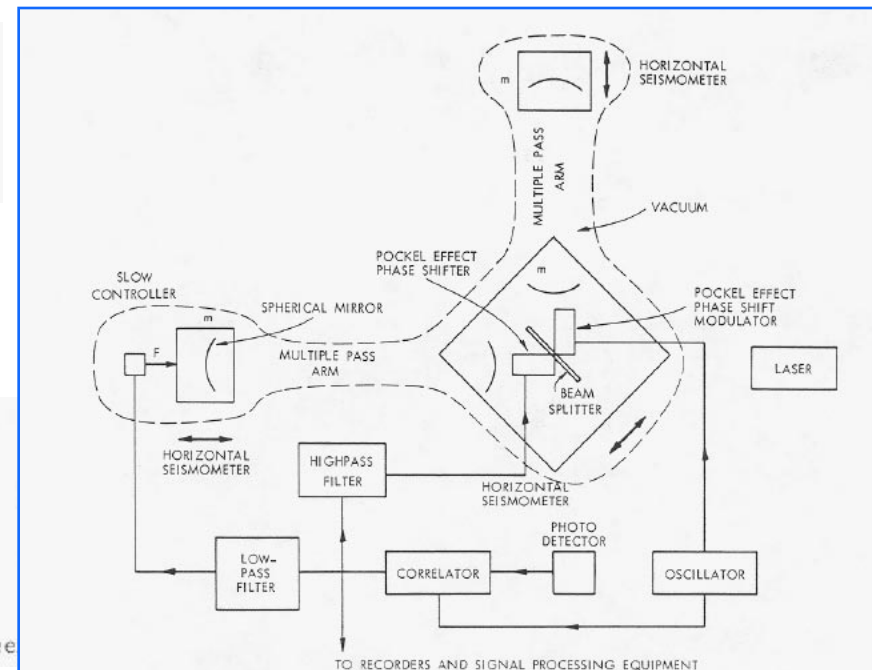 m
HORIZONTAL
SEISMOMETER
MULTIPLE PASS
ARM
VACUUM
POCKEL EFFECT
PHASE SHIFTER
m
SLOW
CONTROLLER
POCKEL EFFECT
PHASE SHIFT
MODULATOR
SPHERICAL MIRROR
m
F
MULTIPLE PASS
ARM
LASER
BEAM
SPLITTER
HORIZONTAL
SEISMOMETER
HIGHPASS
FILTER
HORIZONTAL
SEISMOMETER
PHOTO
DETECTOR
LOW-
PASS
FILTER
CORRELATOR
OSCILLATOR
TO RECORDERS AND SIGNAL PROCESSING EQUIPMENT